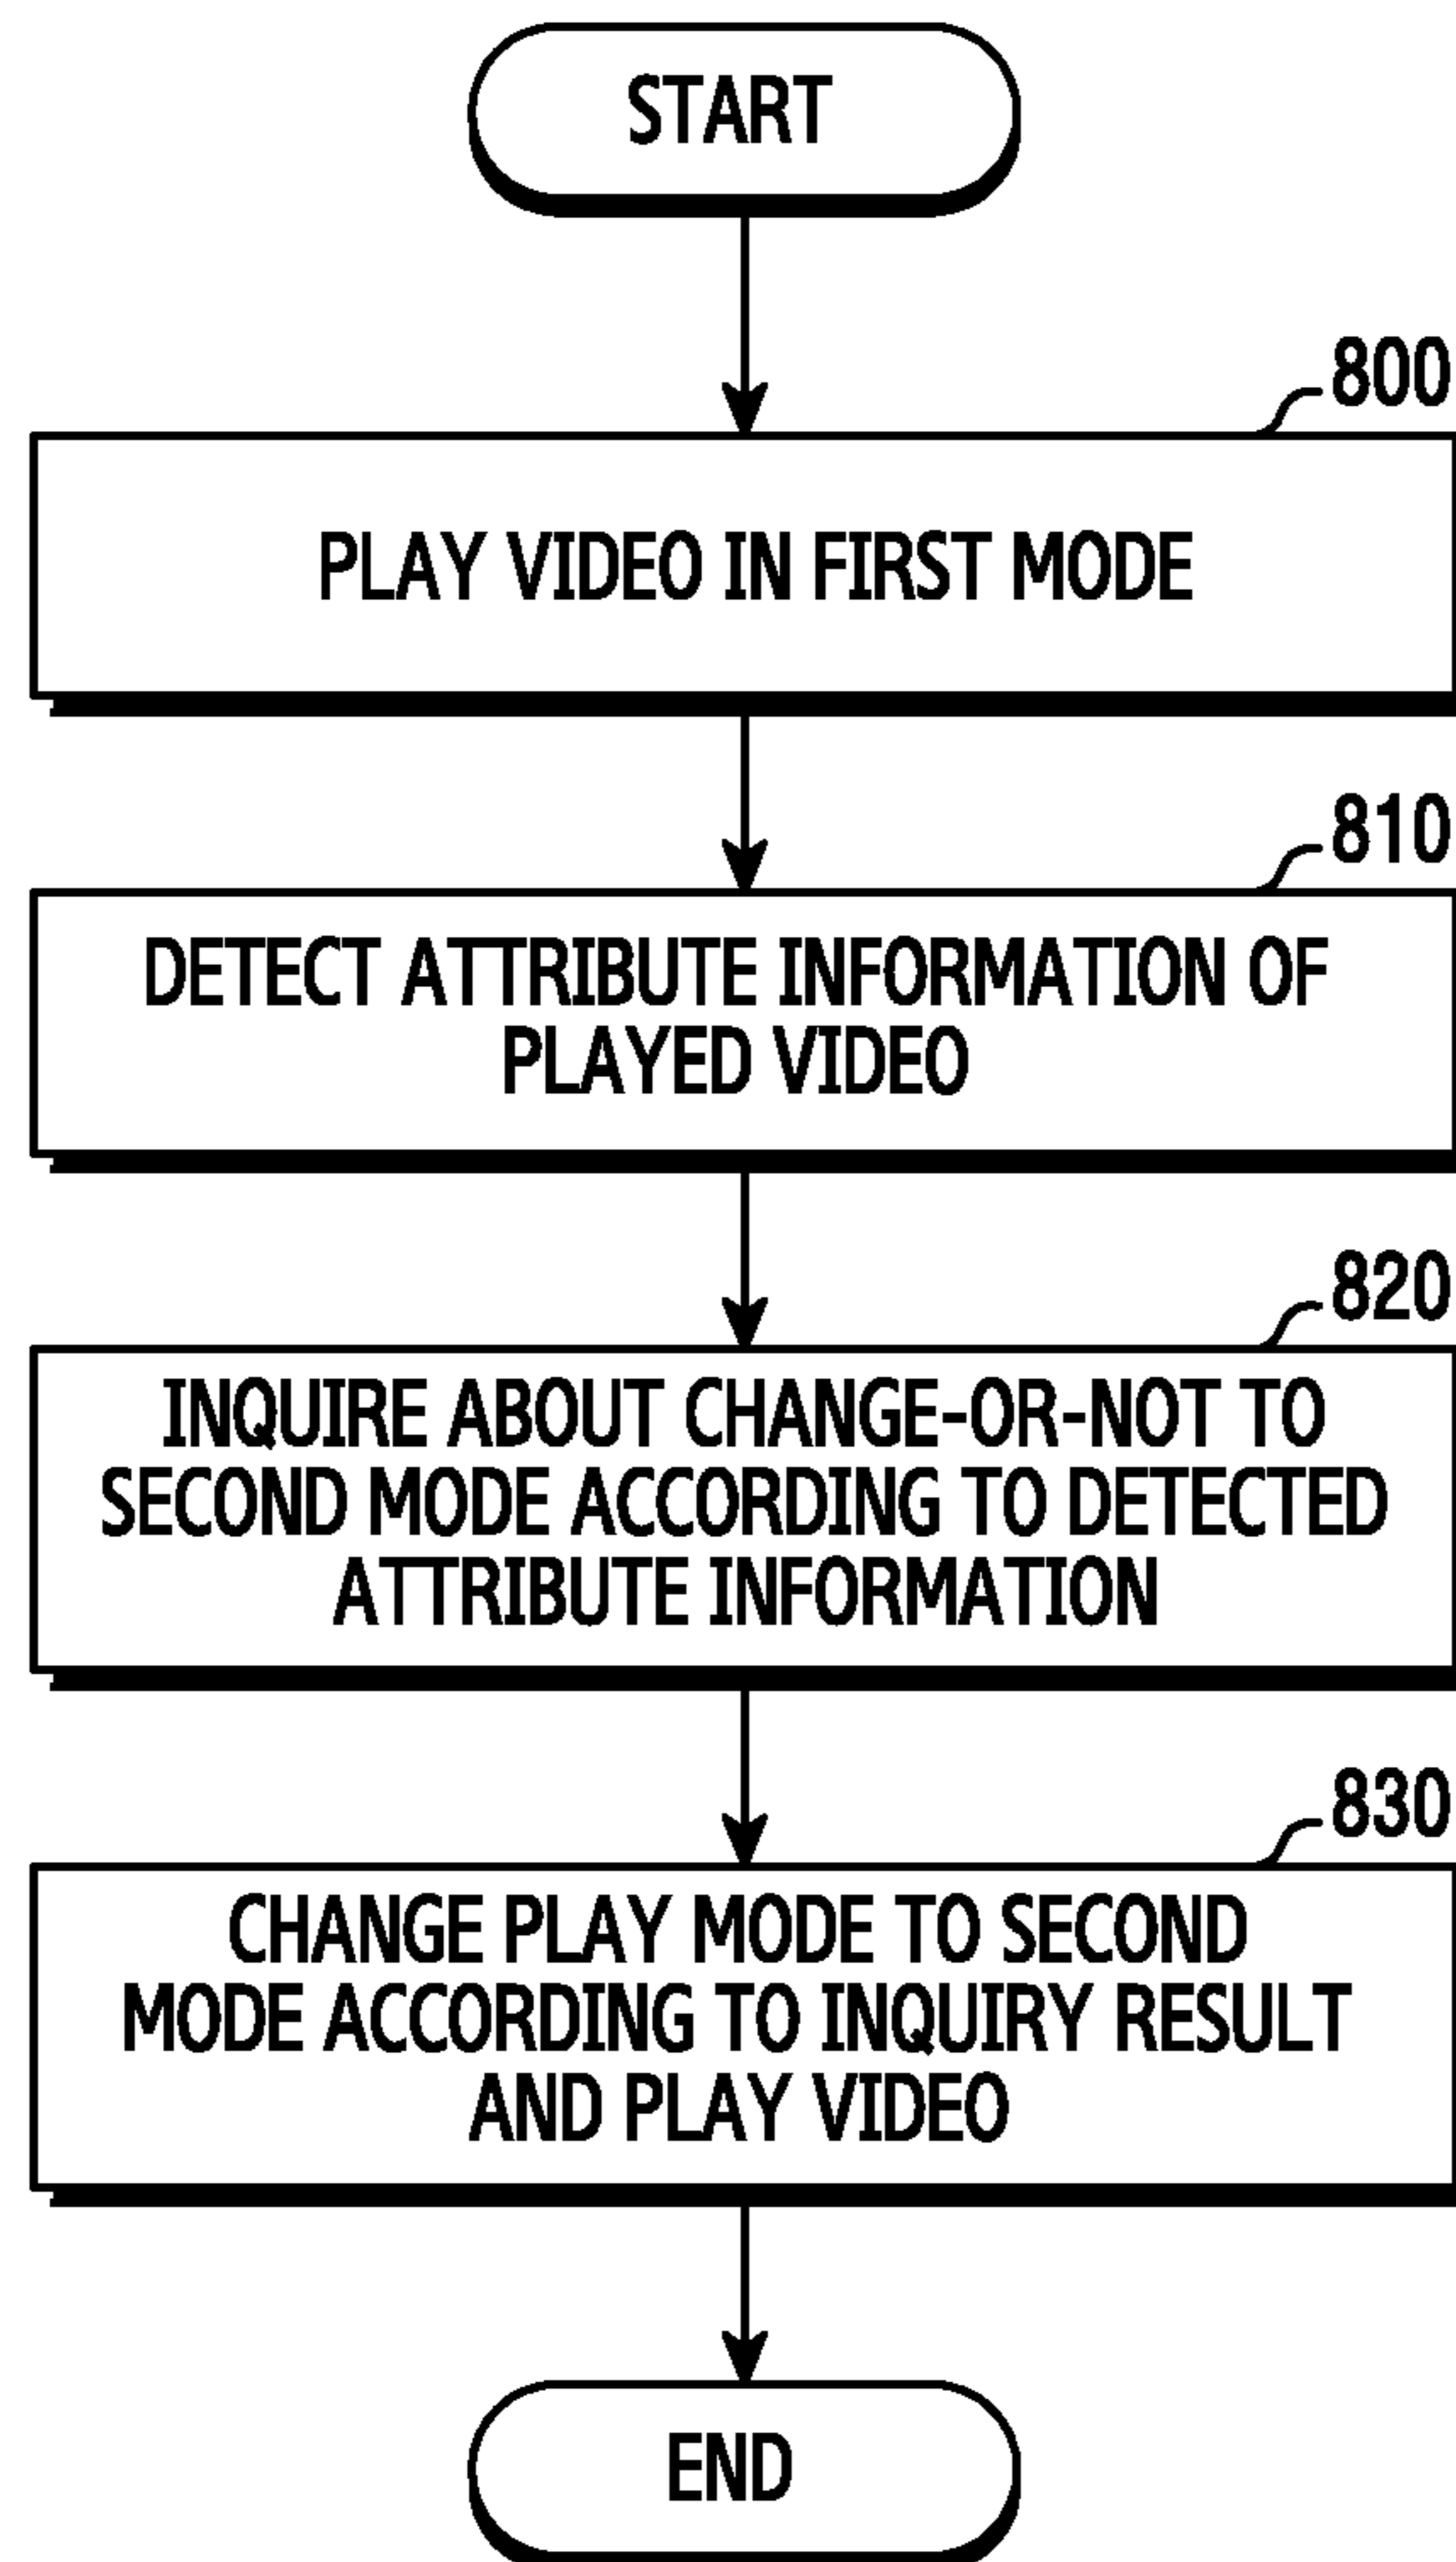 START
800
PLAY VIDEO IN FIRST MODE
810
DETECT ATTRIBUTE INFORMATION OF
PLAYED VIDEO
820
INQUIRE ABOUT CHANGE-OR-NOT TO
SECOND MODE ACCORDING TO DETECTED
ATTRIBUTE INFORMATION
830
CHANGE PLAY MODE TO SECOND
MODE ACCORDING TO INQUIRY RESULT
AND PLAY VIDEO
END